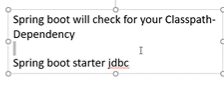 Spring boot will check for your Classpath-
Dependency
Spring boot starter jdbc